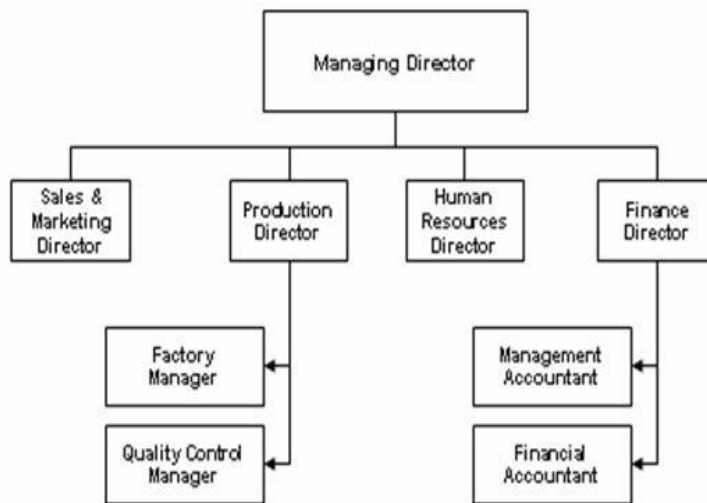 Managing Director
Sales &
Marketing
Director
Production
Director
Human
Resources
Director
Finance
Director
Factory
Manager
Management
Accountant
Quality Control
Manager
Financial
Accountant